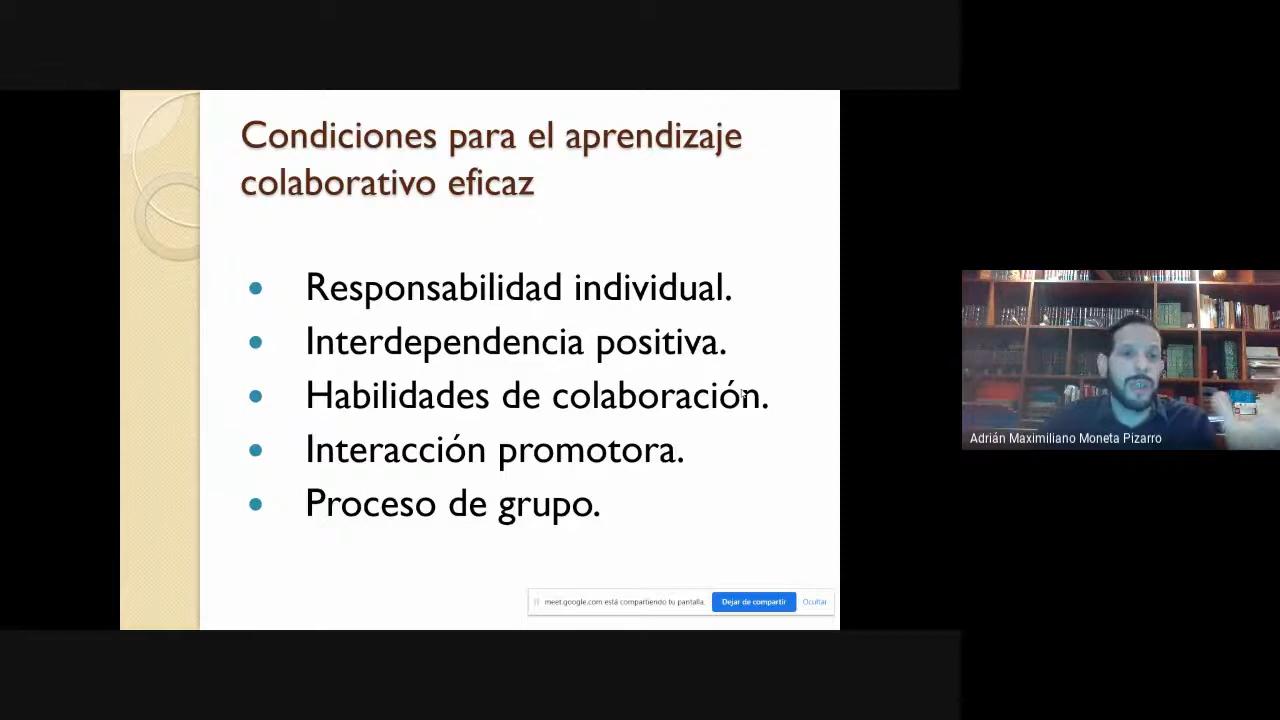 Condiciones para el aprendizaje
colaborativo eficaz
Responsabilidad individual.
Interdependencia positiva.
Habilidades de colaboración.
Interacción promotora.
Proceso de grupo.
meet.google.com está compartiendo tu pantalla.
Dejar de compartir
Ocultar
Adrián Maximiliano Moneta Pizarro